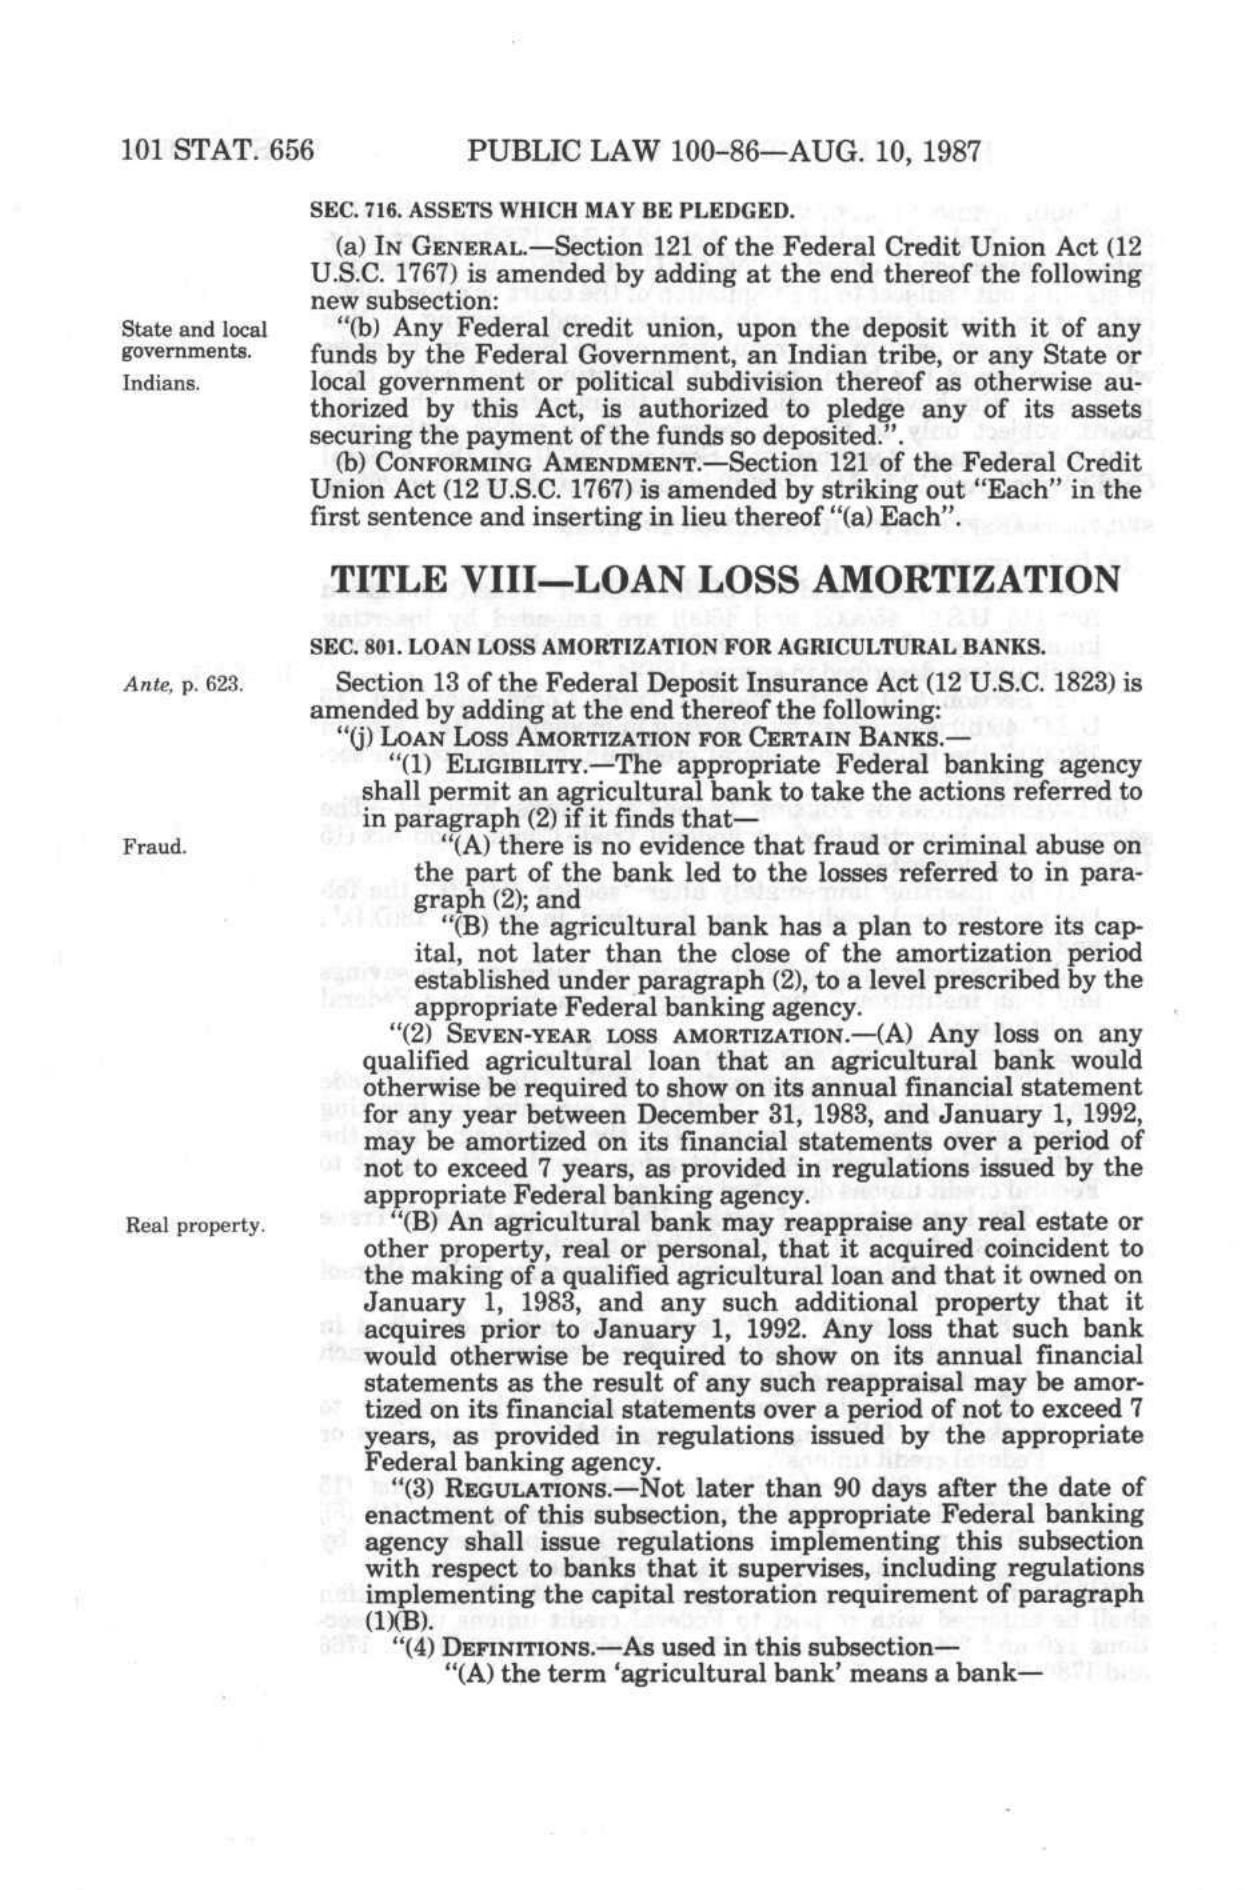 101 STAT. 656 PUBLIC LAW 100-86—AUG. 10, 1987
SEC. 716. ASSETS WHICH MAY BE PLEDGED.
(a) IN GENERAL.—Section 121 of the Federal Credit Union Act (12
U.S.C. 1767) is amended by adding at the end thereof the following
new subsection:
State and local
governments.
Indians.
"(b) Any Federal credit union, upon the deposit with it of any
funds by the Federal Government, an Indian tribe, or any State or
local government or political subdivision thereof as otherwise au-
thorized by this Act, is authorized to pledge any of its assets
securing the payment of the funds so deposited.".
(b) CONFORMING AMENDMENT.—Section 121 of the Federal Credit
Union Act (12 U.S.C. 1767) is amended by striking out "Each" in the
first sentence and inserting in lieu thereof "(a) Each".
TITLE VIII—LOAN LOSS AMORTIZATION
SEC. 801. LOAN LOSS AMORTIZATION FOR AGRICULTURAL BANKS.
Ante, p. 623.
Section 13 of the Federal Deposit Insurance Act (12 U.S.C. 1823) is
amended by adding at the end thereof the following:
"(j) LOAN LOSS AMORTIZATION FOR CERTAIN BANKS.—
"(1) ELIGIBILITY.—The appropriate Federal banking agency
shall permit an agricultural bank to take the actions referred to
in paragraph (2) if it finds that—
Fraud.
"(A) there is no evidence that fraud or criminal abuse on
the part of the bank led to the losses referred to in para-
graph (2); and
"(B) the agricultural bank has a plan to restore its cap-
ital, not later than the close of the amortization period
established under paragraph (2), to a level prescribed by the
appropriate Federal banking agency.
"(2) SEVEN-YEAR LOSS AMORTIZATION.—(A) Any loss on any
qualified agricultural loan that an agricultural bank would
otherwise be required to show on its annual financial statement
for any year between December 31, 1983, and January 1, 1992,
may be amortized on its financial statements over a period of
not to exceed 7 years, as provided in regulations issued by the
appropriate Federal banking agency.
Real property.
"(B) An agricultural bank may reappraise any real estate or
other property, real or personal, that it acquired coincident to
the making of a qualified agricultural loan and that it owned on
January 1, 1983, and any such additional property that it
acquires prior to January 1, 1992. Any loss that such bank
would otherwise be required to show on its annual financial
statements as the result of any such reappraisal may be amor-
tized on its financial statements over a period of not to exceed 7
years, as provided in regulations issued by the appropriate
Federal banking agency.
"(3) REGULATIONS.—Not later than 90 days after the date of
enactment of this subsection, the appropriate Federal banking
agency shall issue regulations implementing this subsection
with respect to banks that it supervises, including regulations
implementing the capital restoration requirement of paragraph
(1)(B).
"(4) DEFINITIONS.—As used in this subsection—
"(A) the term 'agricultural bank' means a bank—